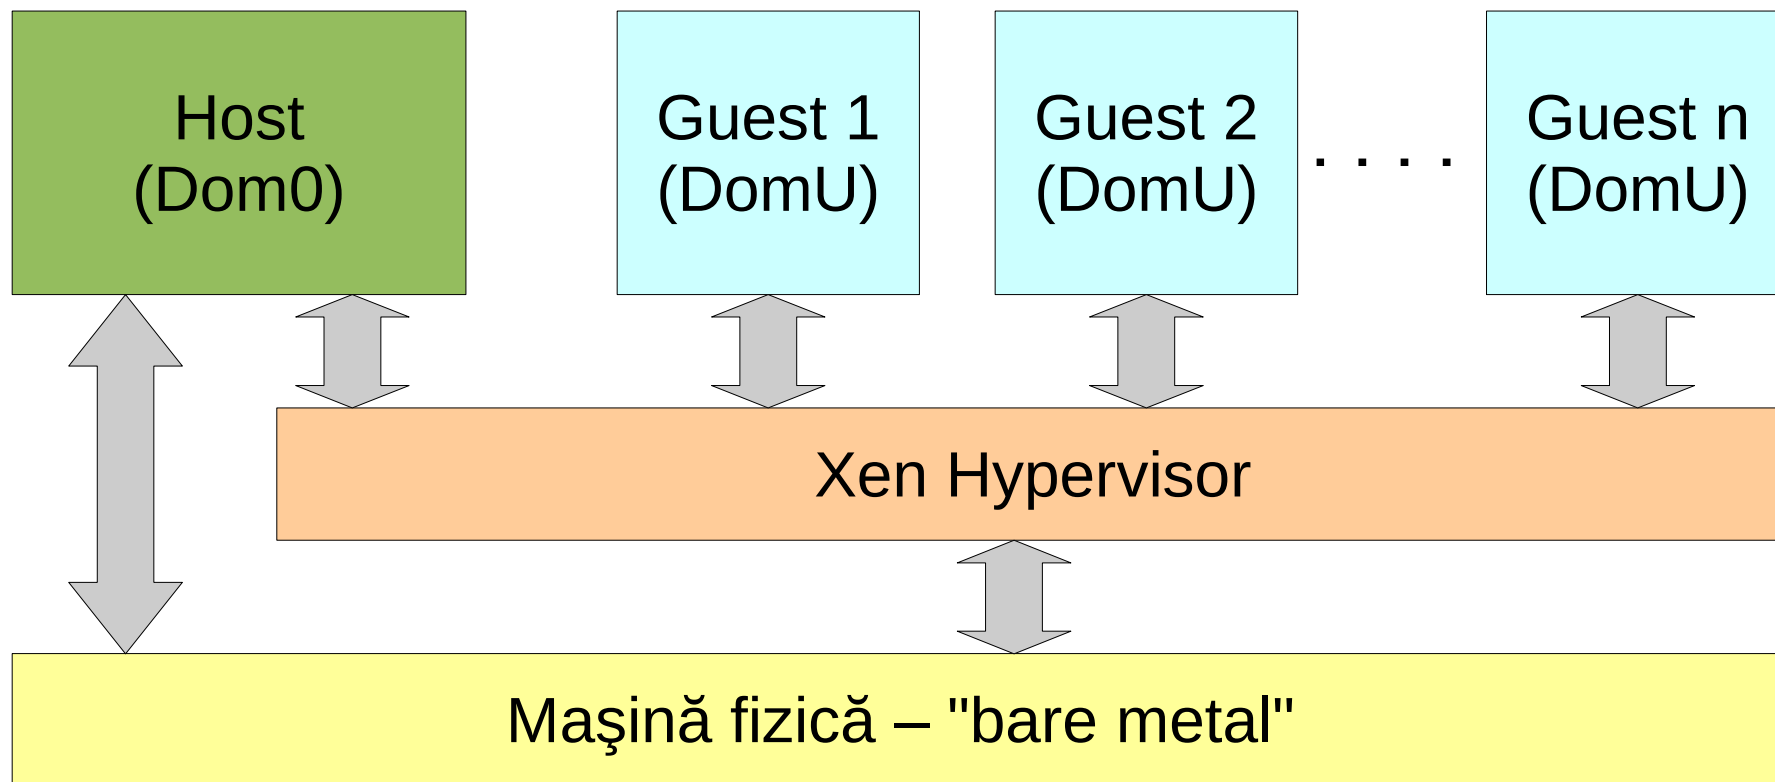 Host
(Dom0)
Guest 1
(DomU)
Guest 2
(DomU)
. . . .
Guest n
(DomU)
Xen Hypervisor
Maşină fizică – "bare metal"